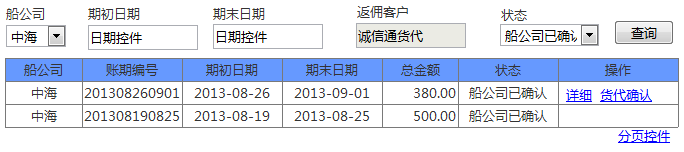 船公司 期初日期 期末日期 返佣客户 状态
中海 日期控件 日期控件 诚信通货代 船公司已确认 查询
船公司 账期编号 期初日期 期末日期 总金额 状态 操作
中海 201308260901 2013-08-26 2013-09-01 380.00 船公司已确认 详细 货代确认
中海 201308190825 2013-08-19 2013-08-25 500.00 船公司已确认
分页控件